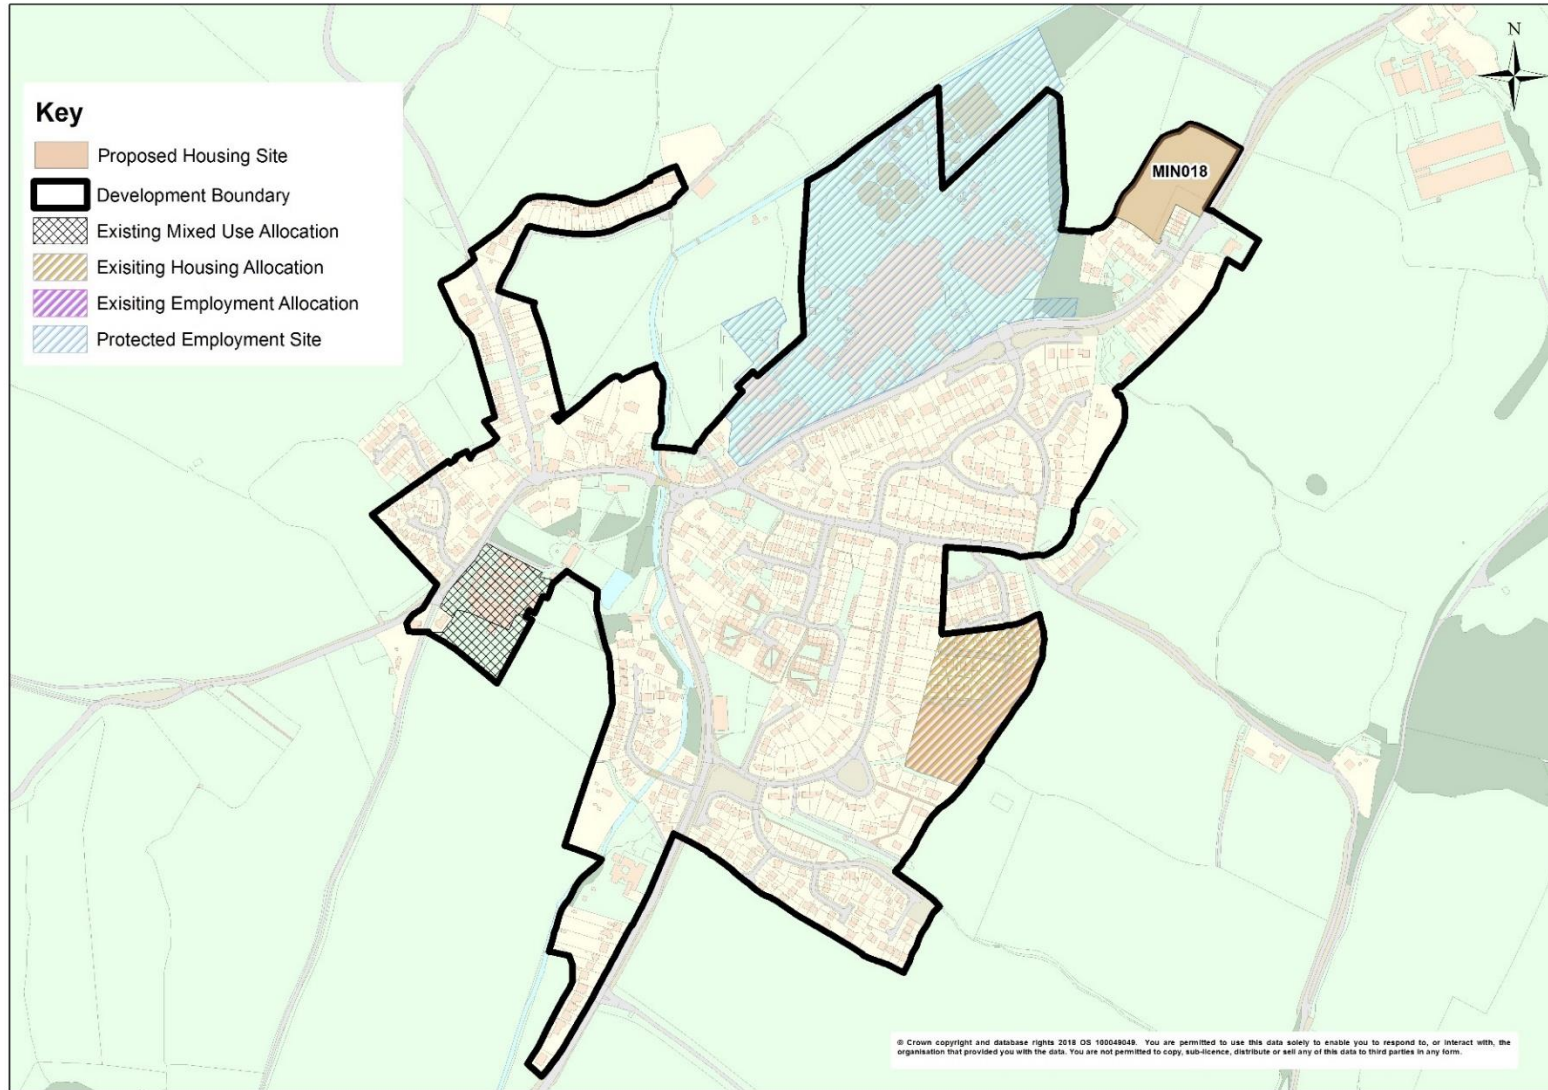 N
Key
Proposed Housing Site
Development Boundary
Existing Mixed Use Allocation
Exisiting Housing Allocation
Exisiting Employment Allocation
Protected Employment Site
MIN018
© Crown copyright and database rights 2018 OS 100049049. You are permitted to use this data solely to enable you to respond to, or interact with, the
organisation that provided you with the data. You are not permitted to copy, sub-licence, distribute or sell any of this data to third parties in any form.